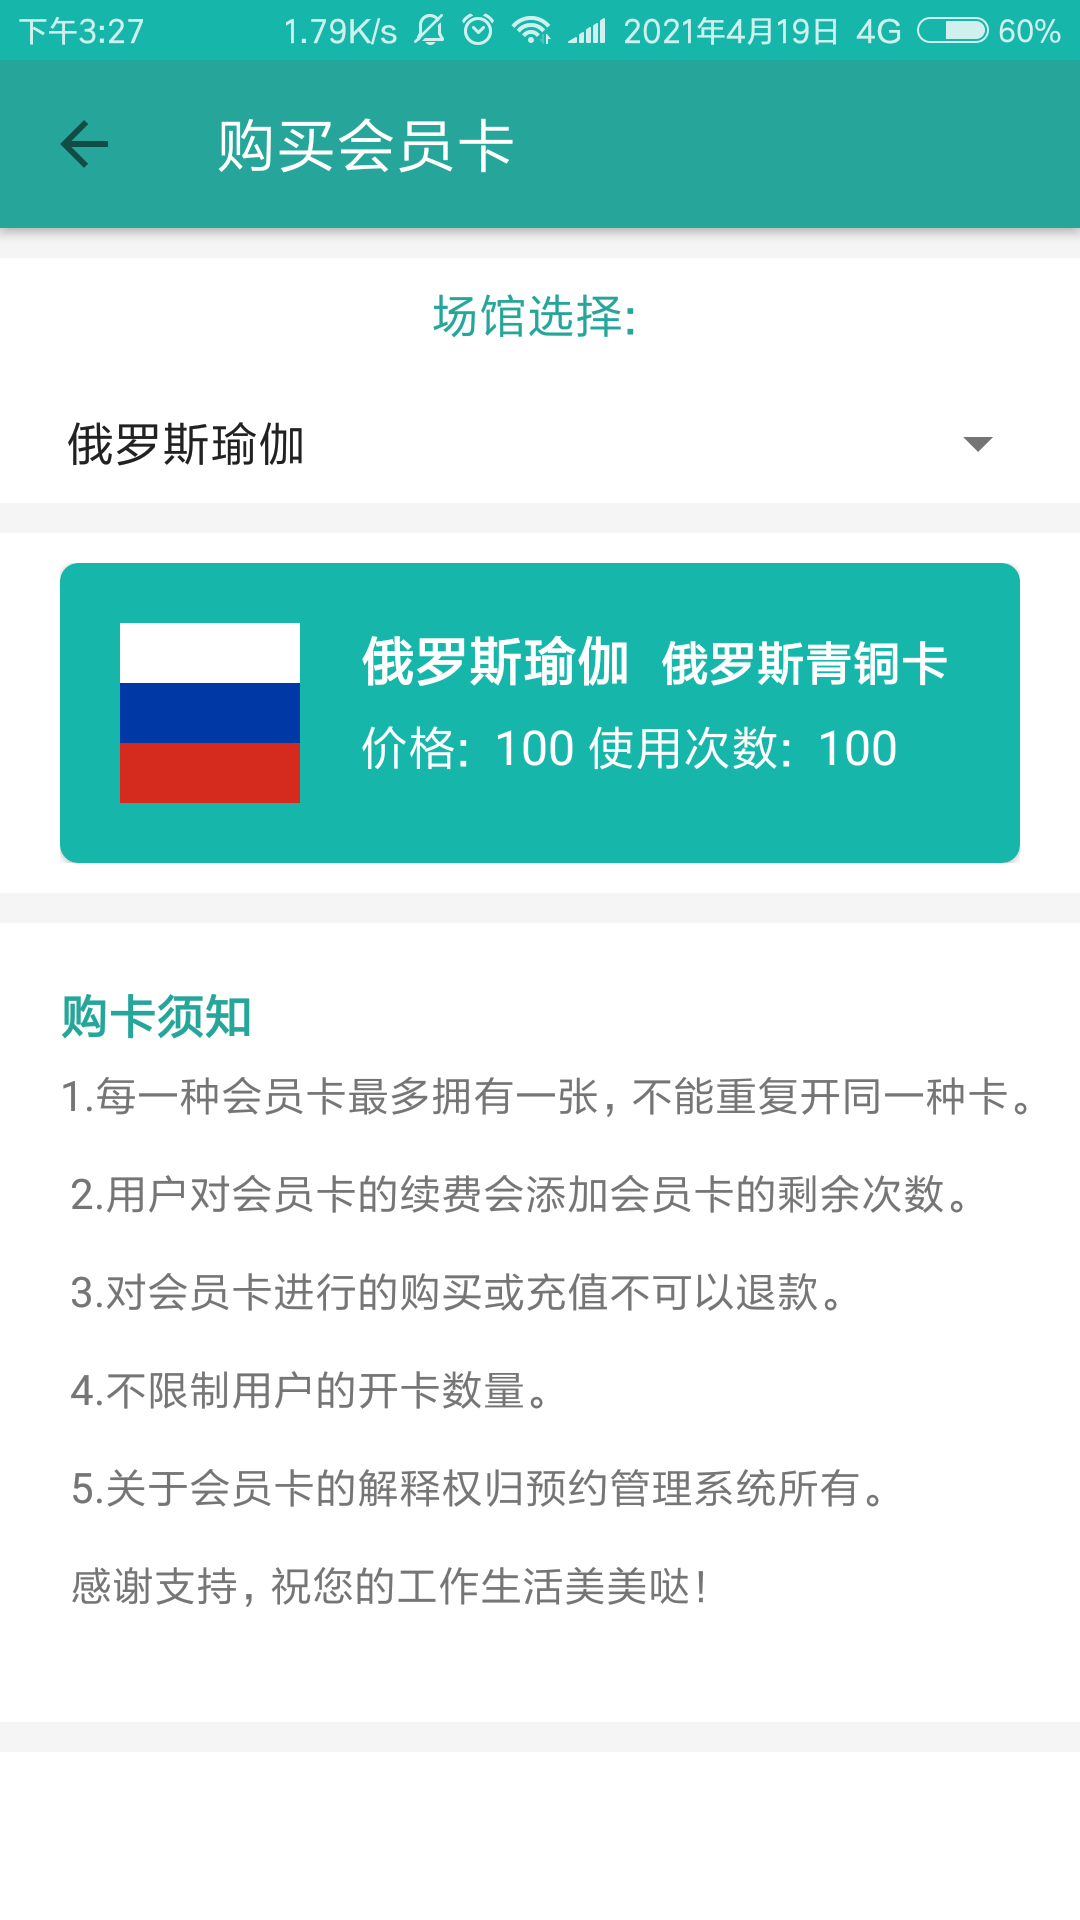 下午3:27 1.79K/s 2021年4月19日 4G 60%
购买会员卡
场馆选择:
俄罗斯瑜伽
俄罗斯瑜伽 俄罗斯青铜卡
价格: 100 使用次数: 100
购卡须知
1.每一种会员卡最多拥有一张, 不能重复开同一种卡。
2.用户对会员卡的续费会添加会员卡的剩余次数。
3.对会员卡进行的购买或充值不可以退款。
4.不限制用户的开卡数量。
5.关于会员卡的解释权归预约管理系统所有。
感谢支持, 祝您的工作生活美美哒!